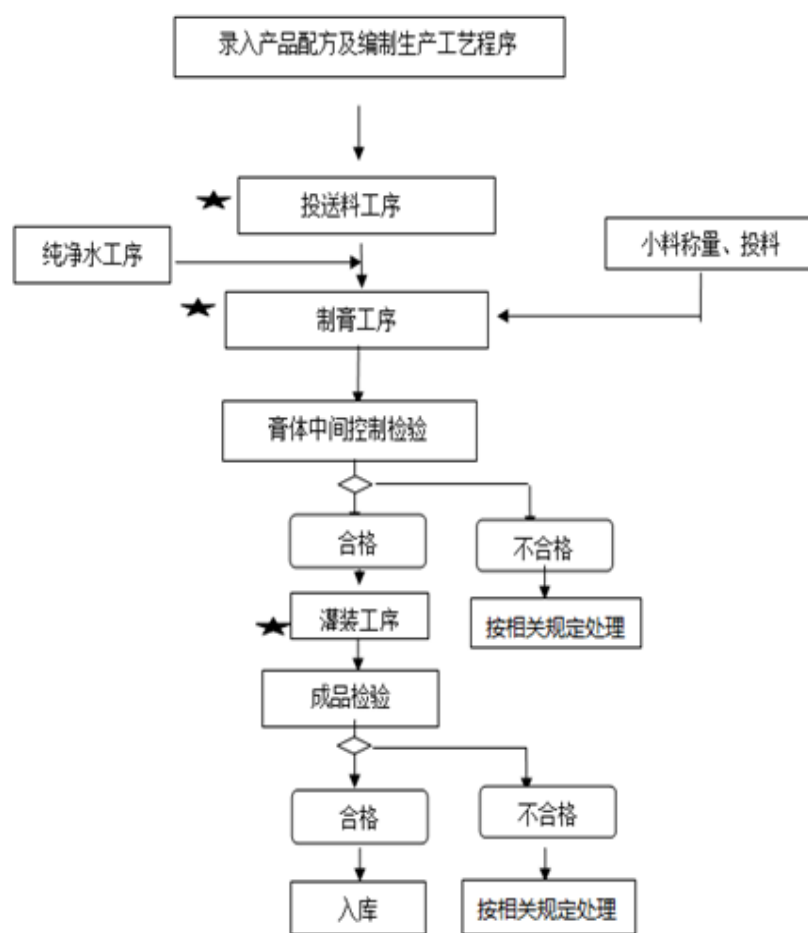 录入产品配方及编制生产工艺程序
投送料工序
纯净水工序
小料称量、投料
制膏工序
膏体中间控制检验
合格
不合格
灌装工序
按相关规定处理
成品检验
合格
不合格
入库
按相关规定处理